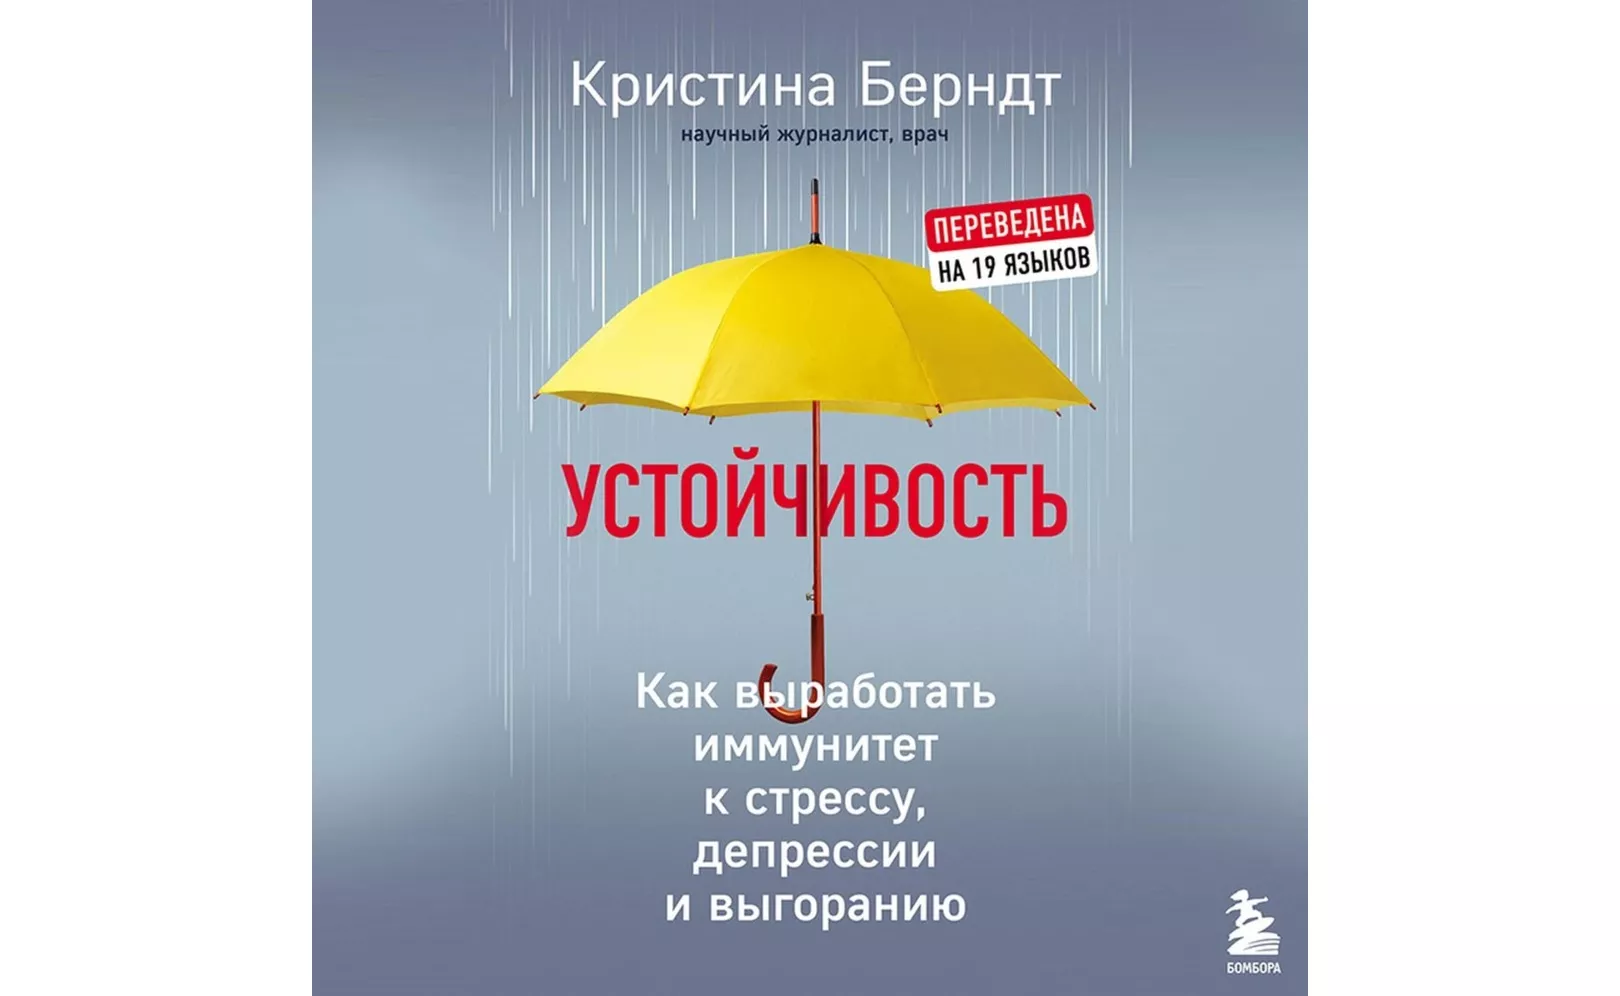 Кристина Берндт
научный журналист, врач
ПЕРЕВЕДЕНА
НА 19 ЯЗЫКОВ
УСТОЙЧИВОСТЬ
Как выработать
иммунитет
к стрессу,
депрессии
и выгоранию
БОМБОРА